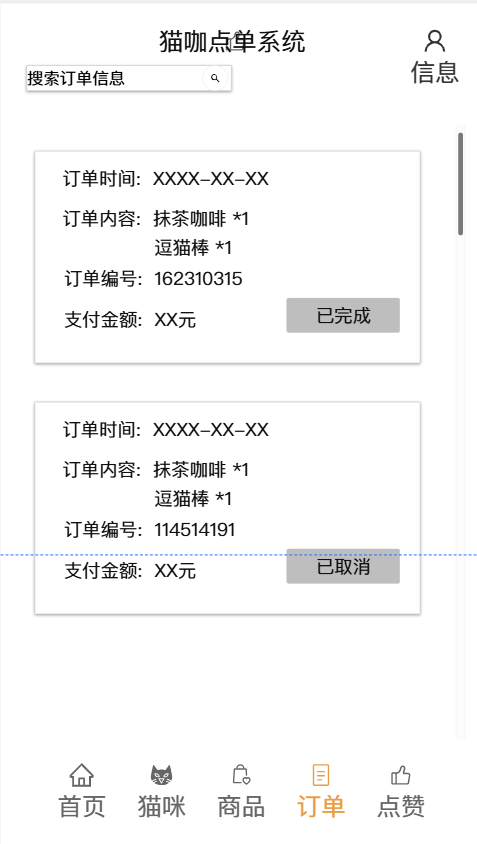 猫咖点单系统
信息
搜索订单信息
订单时间: XXXX-XX-XX
订单内容: 抹茶咖啡 *1
逗猫棒 *1
订单编号: 162310315
支付金额: XX元
已完成
订单时间: XXXX-XX-XX
订单内容: 抹茶咖啡 *1
逗猫棒 *1
订单编号: 114514191
支付金额: XX元
已取消
首页 猫咪 商品 订单 点赞